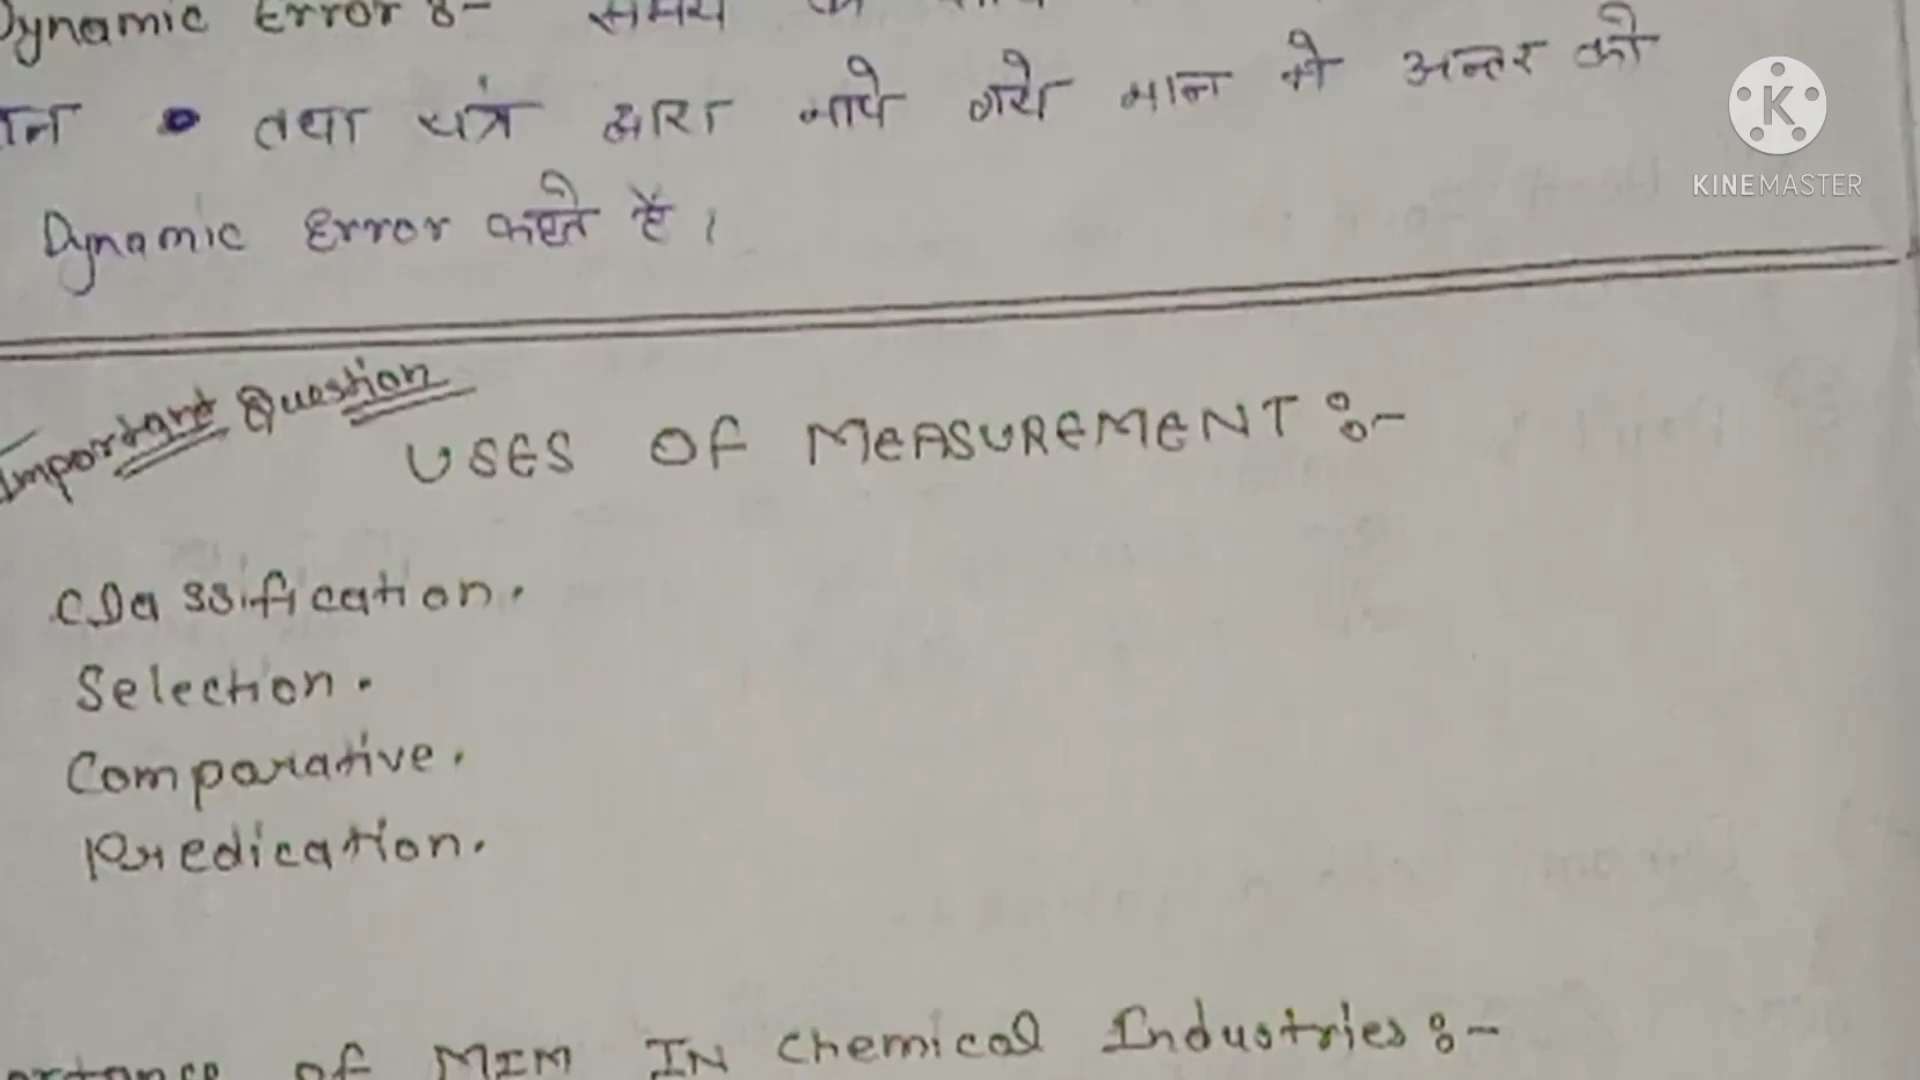 Dynamic Error :- समय के
तथा यंत्र द्वारा मापे गये मान में अन्तर को
Dynamic Error कहते है।
KINEMASTER
Important Question
USES OF MEASUREMENT :-
Classification.
Selection.
Comparative.
Predication.
of MIM IN Chemical Industries :-